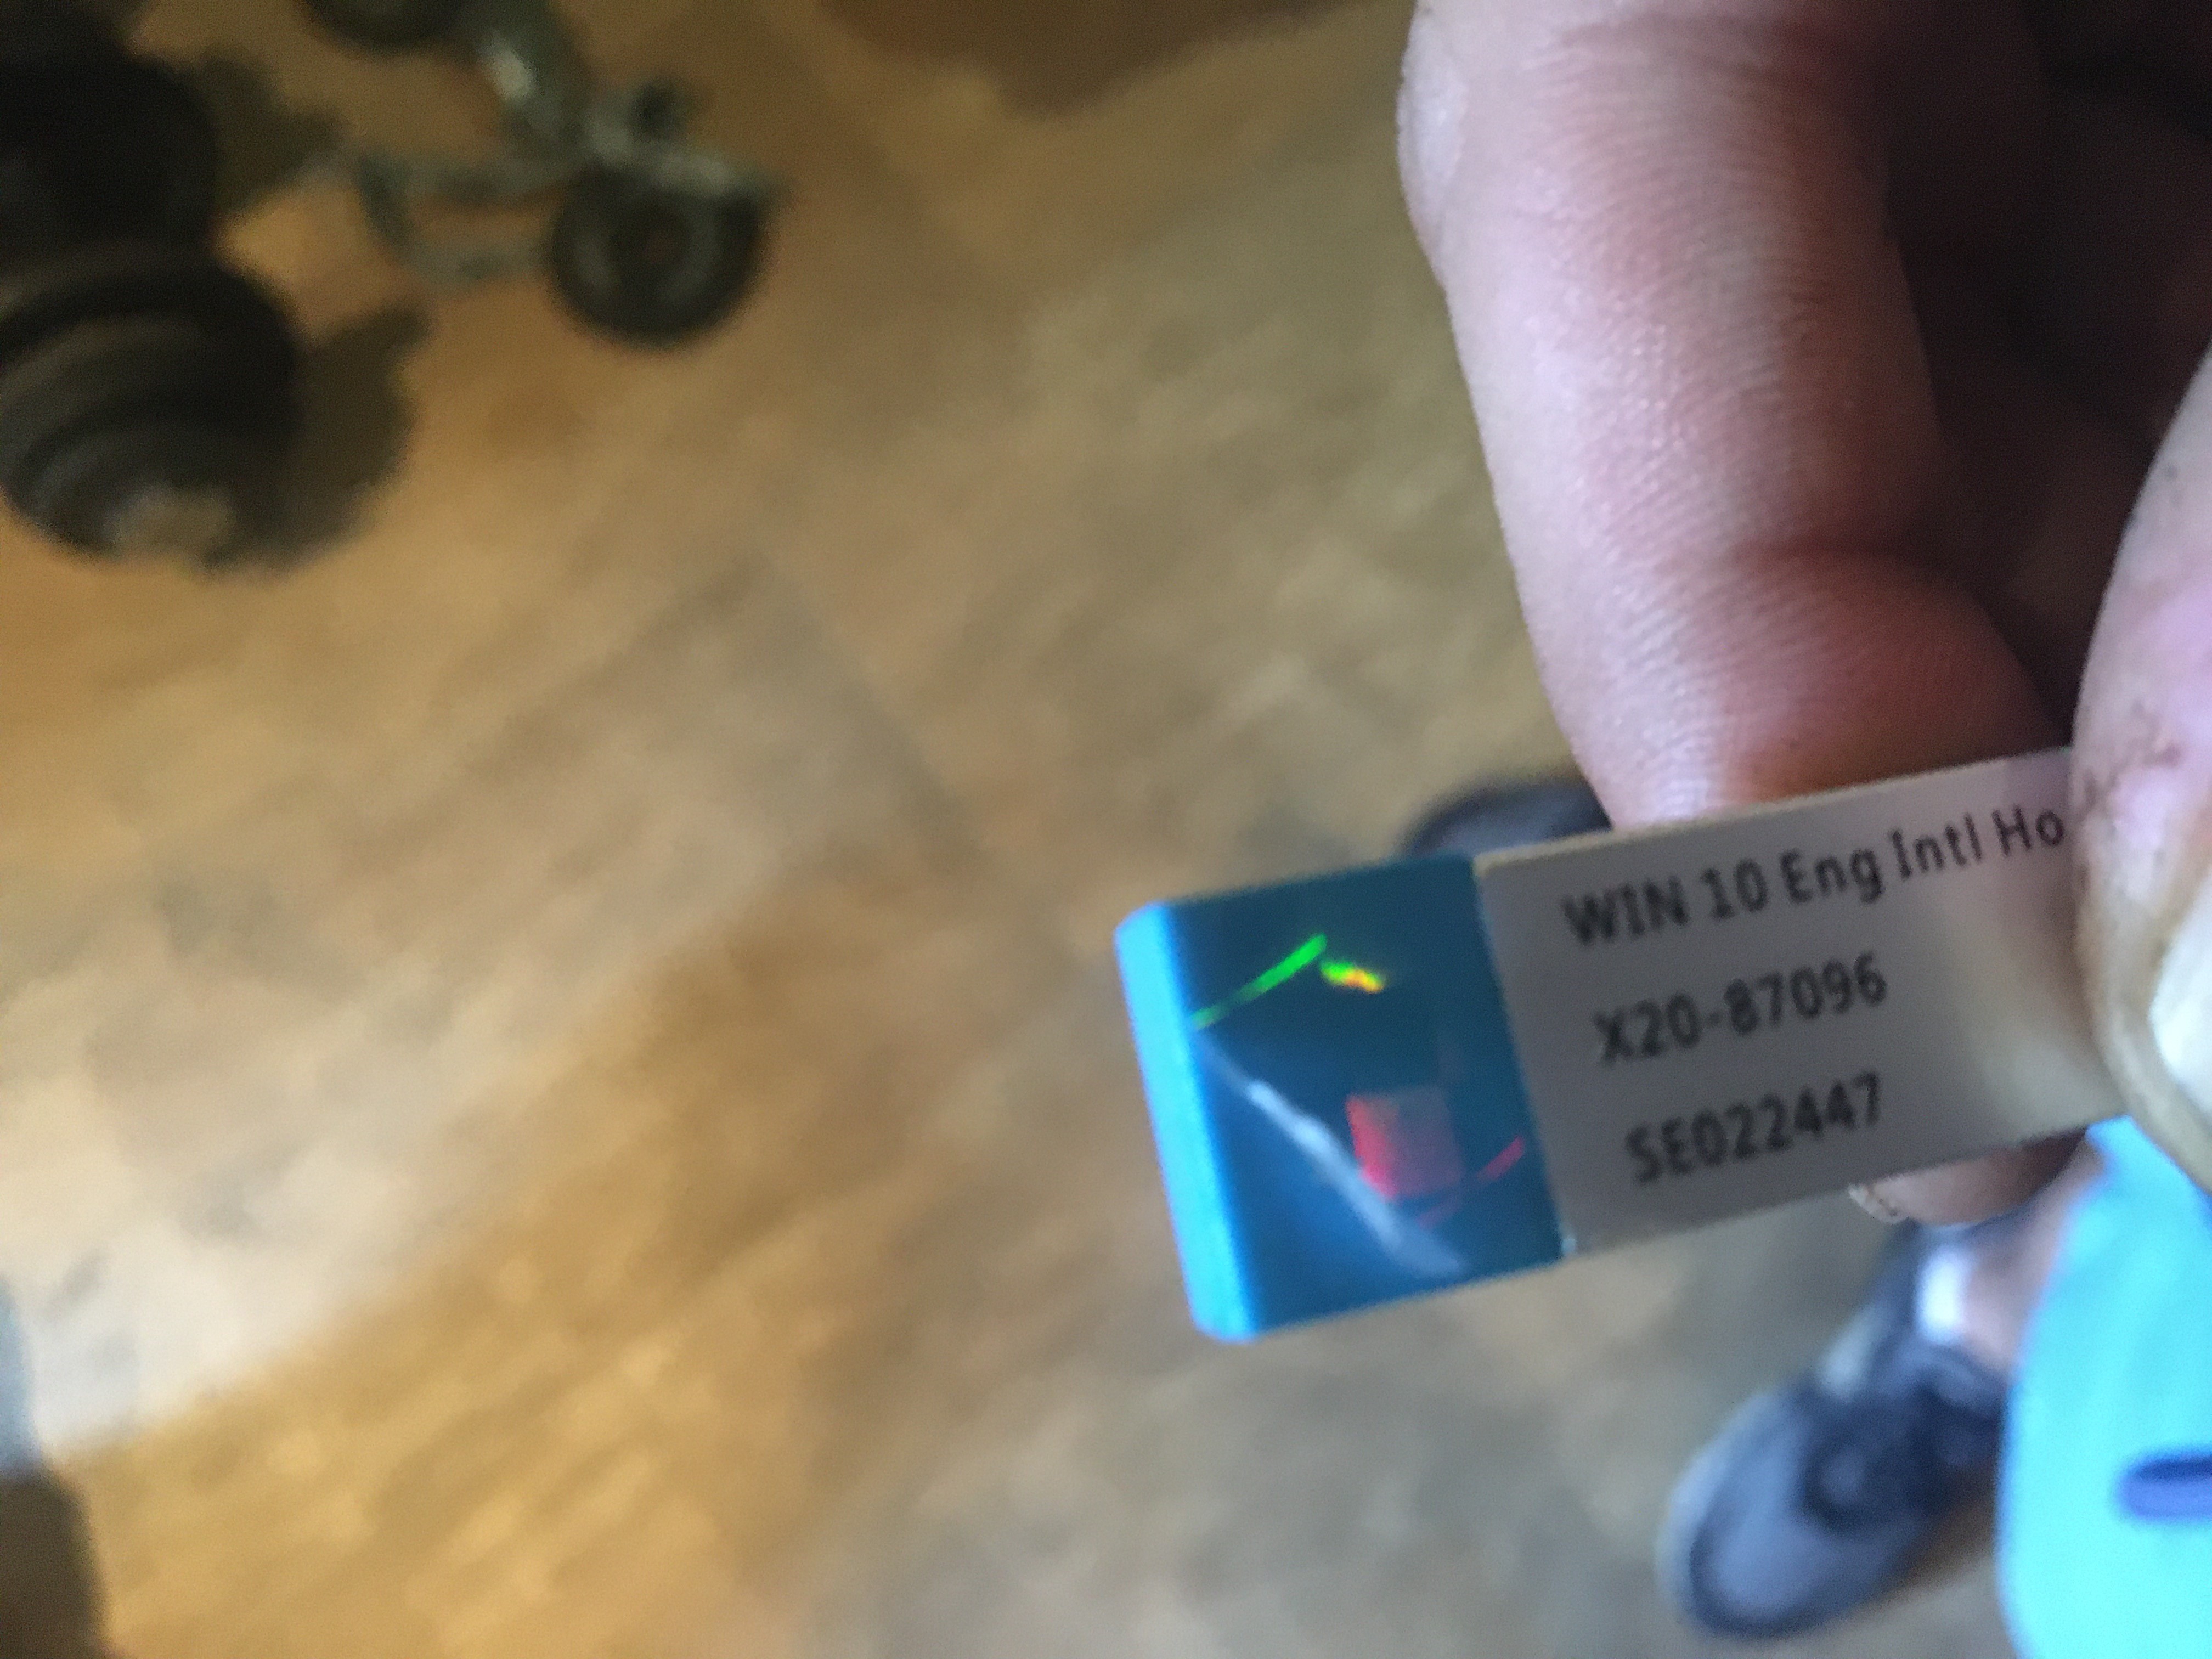 WIN 10 Eng Intl Ho
X20-87096
SE022447